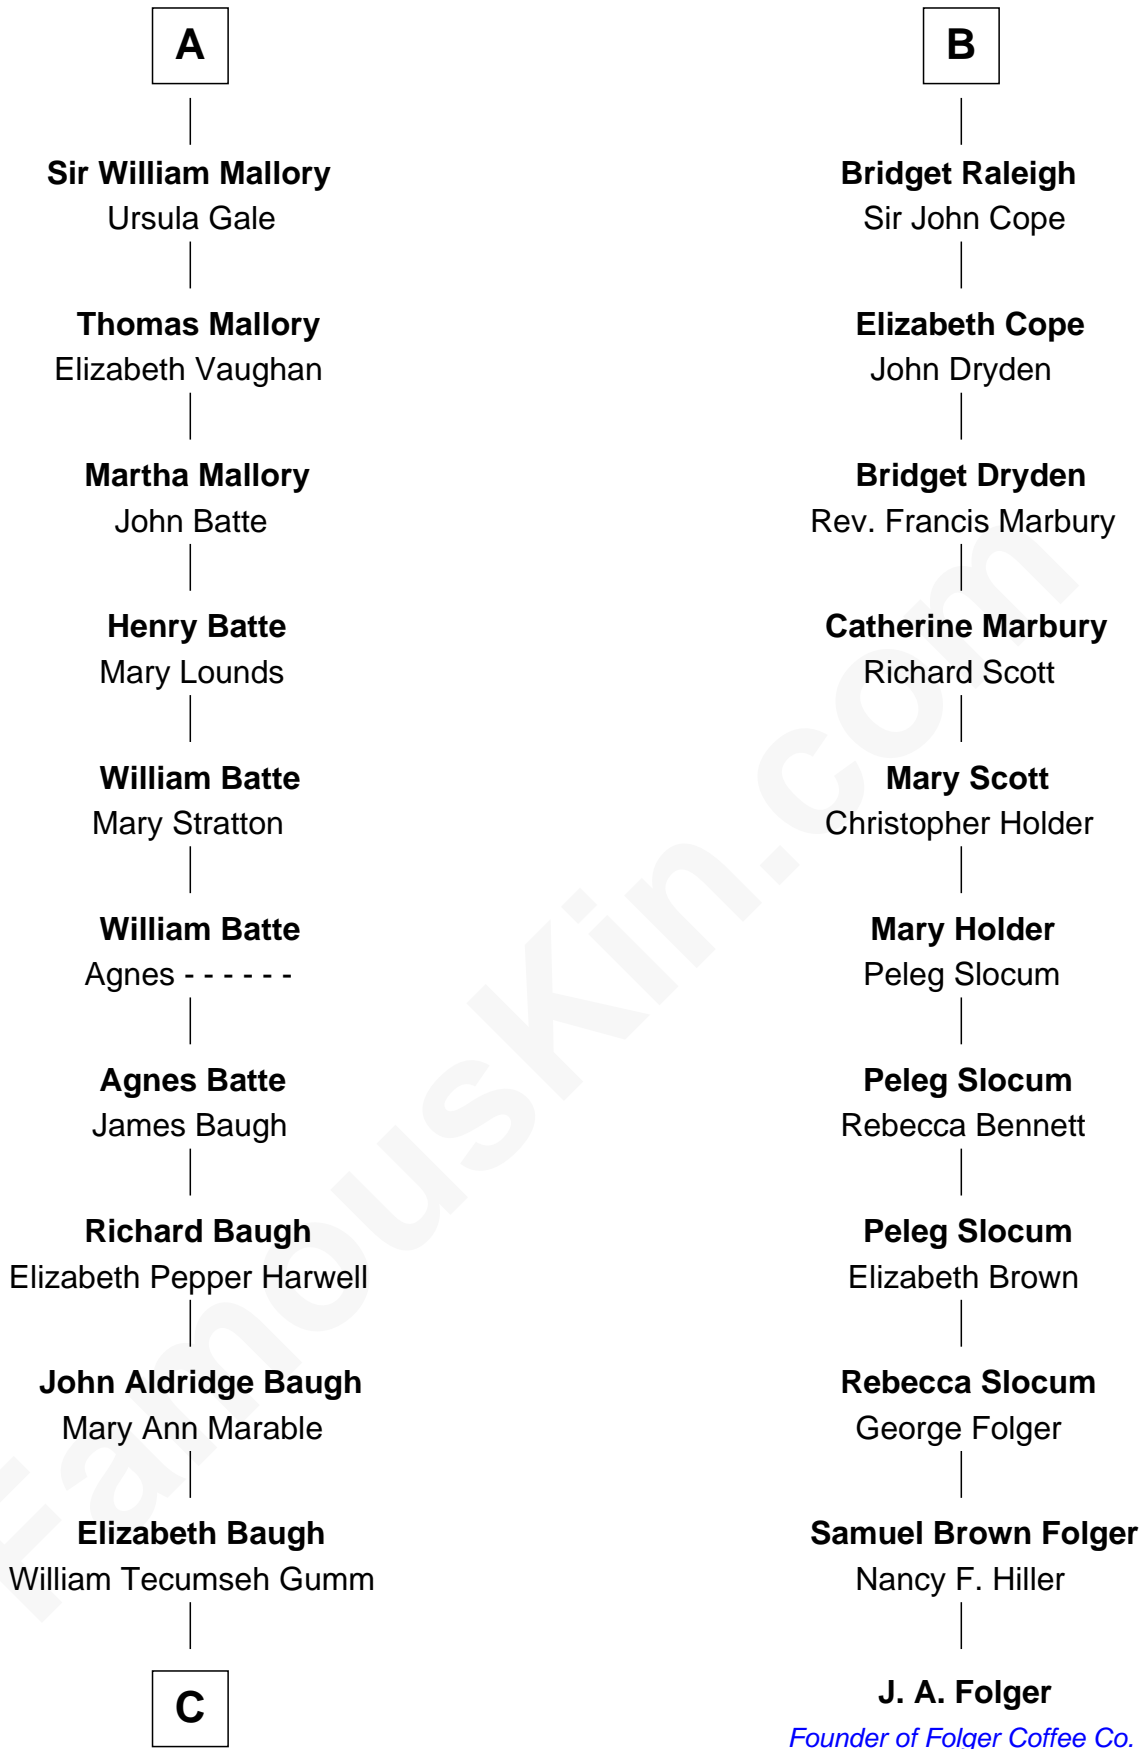 A
Sir William Mallory
Ursula Gale
Thomas Mallory
Elizabeth Vaughan
Martha Mallory
John Batte
Henry Batte
Mary Lounds
William Batte
Mary Stratton
William Batte
Agnes - - - - - -
Agnes Batte
James Baugh
Richard Baugh
Elizabeth Pepper Harwell
John Aldridge Baugh
Mary Ann Marable
Elizabeth Baugh
William Tecumseh Gumm
C
B
Bridget Raleigh
Sir John Cope
Elizabeth Cope
John Dryden
Bridget Dryden
Rev. Francis Marbury
Catherine Marbury
Richard Scott
Mary Scott
Christopher Holder
Mary Holder
Peleg Slocum
Peleg Slocum
Rebecca Bennett
Peleg Slocum
Elizabeth Brown
Rebecca Slocum
George Folger
Samuel Brown Folger
Nancy F. Hiller
J. A. Folger
Founder of Folger Coffee Co.
FamousKin.com